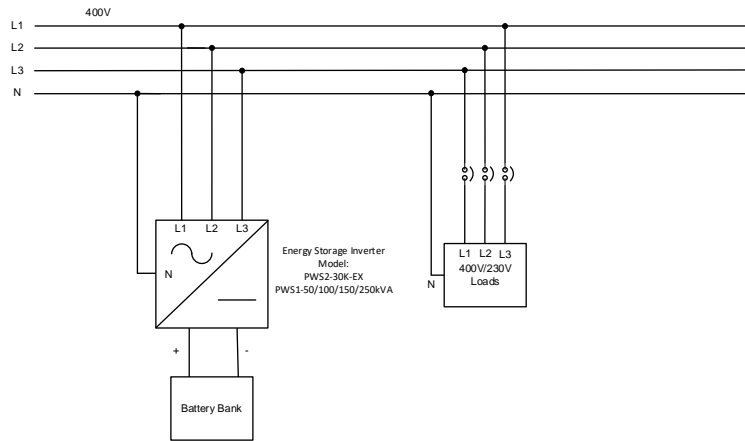 400V
L1
L2
L3
N
L1 L2 L3
N
Energy Storage Inverter
Model:
PWS2-30K-EX
PWS1-50/100/150/250kVA
+ -
Battery Bank
L1 L2 L3
400V/230V
Loads
N